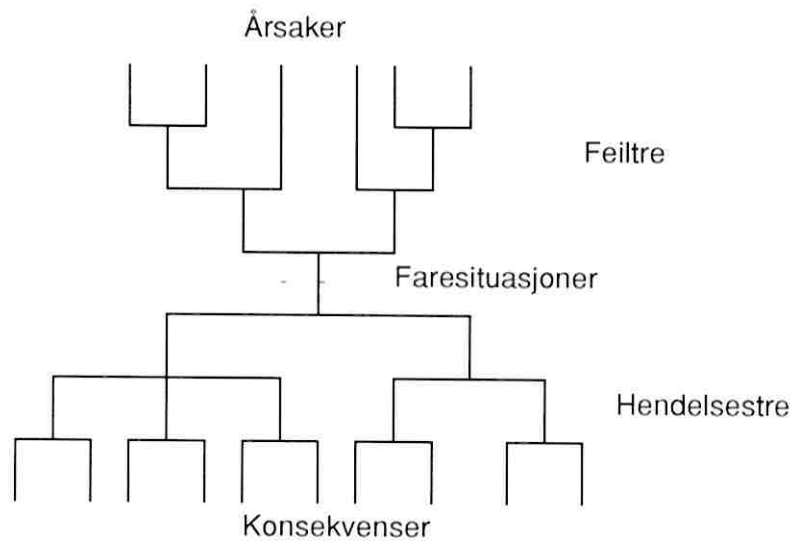 Årsaker
Feiltre
Faresituasjoner
Hendelsestre
Konsekvenser